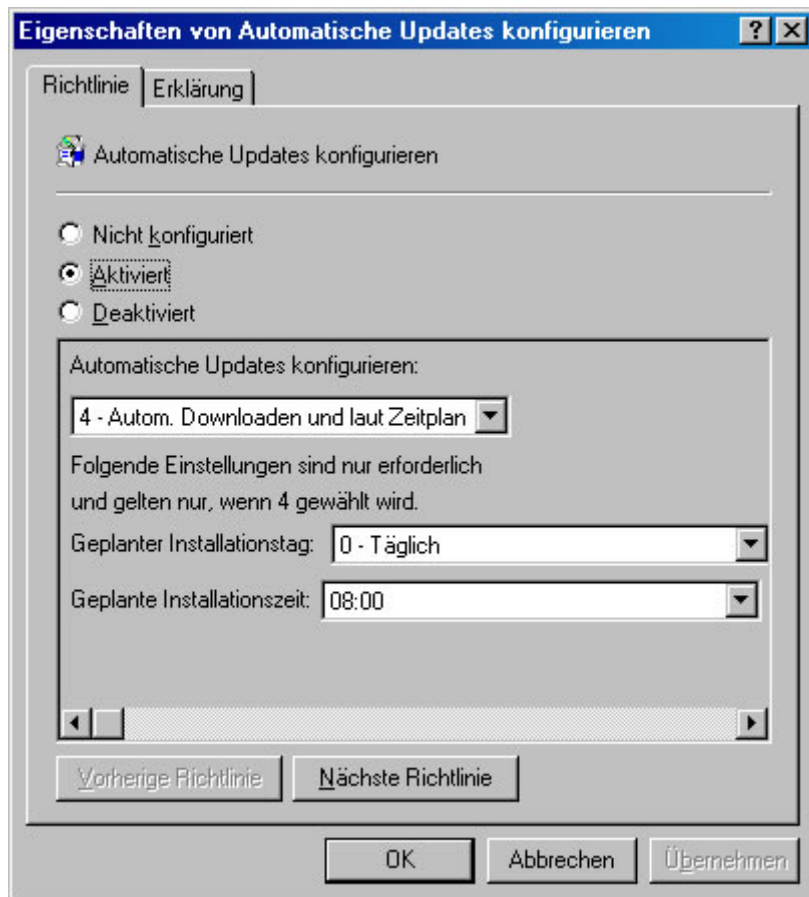 Eigenschaften von Automatische Updates konfigurieren
Richtlinie Erklärung
Automatische Updates konfigurieren
Nicht konfiguriert
Aktiviert
Deaktiviert
Automatische Updates konfigurieren:
4 - Autom. Downloaden und laut Zeitplan
Folgende Einstellungen sind nur erforderlich
und gelten nur, wenn 4 gewählt wird.
Geplanter Installationstag: 0 - Täglich
Geplante Installationszeit: 08:00
Vorherige Richtlinie Nächste Richtlinie
OK Abbrechen Übernehmen